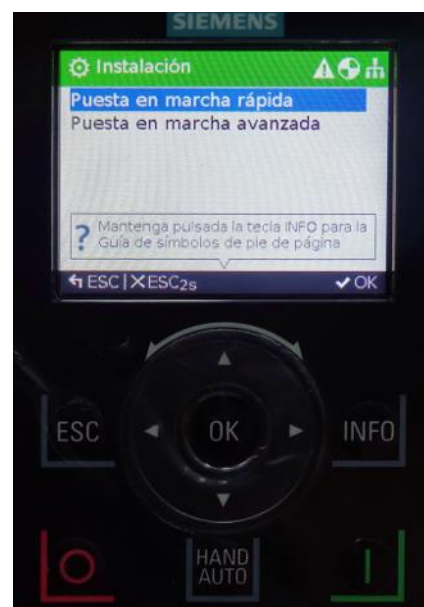 SIEMENS
Instalación
Puesta en marcha rápida
Puesta en marcha avanzada
? Mantenga pulsada la tecla INFO para la
Guía de símbolos de pie de página
ESC | XESC2s
OK
ESC
OK
INFO
HAND
AUTO